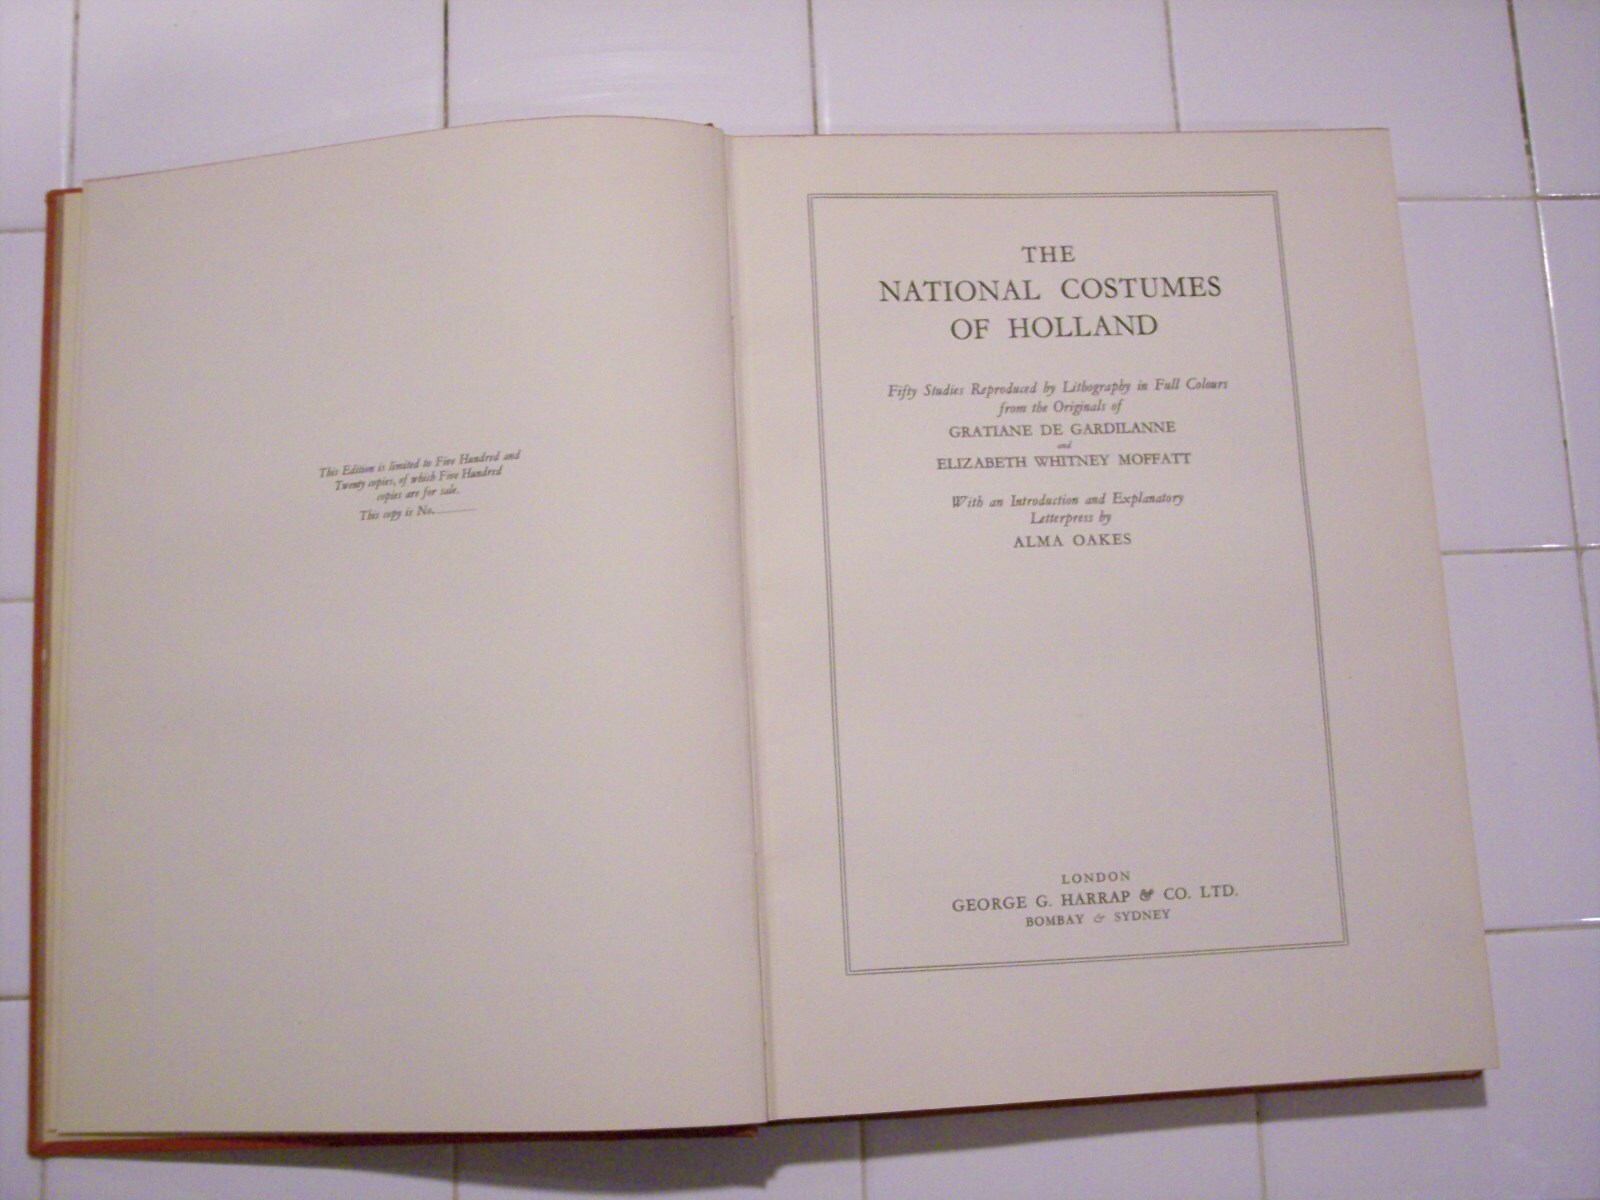 This Edition is limited to Five Hundred and
Twenty copies, of which Five Hundred
copies are for sale.
This copy is No.
THE
NATIONAL COSTUMES
OF HOLLAND
Fifty Studies Reproduced by Lithography in Full Colours
from the Originals of
GRATIANE DE GARDILANNE
and
ELIZABETH WHITNEY MOFFATT
With an Introduction and Explanatory
Letterpress by
ALMA OAKES
LONDON
GEORGE G. HARRAP & CO. LTD.
BOMBAY & SYDNEY